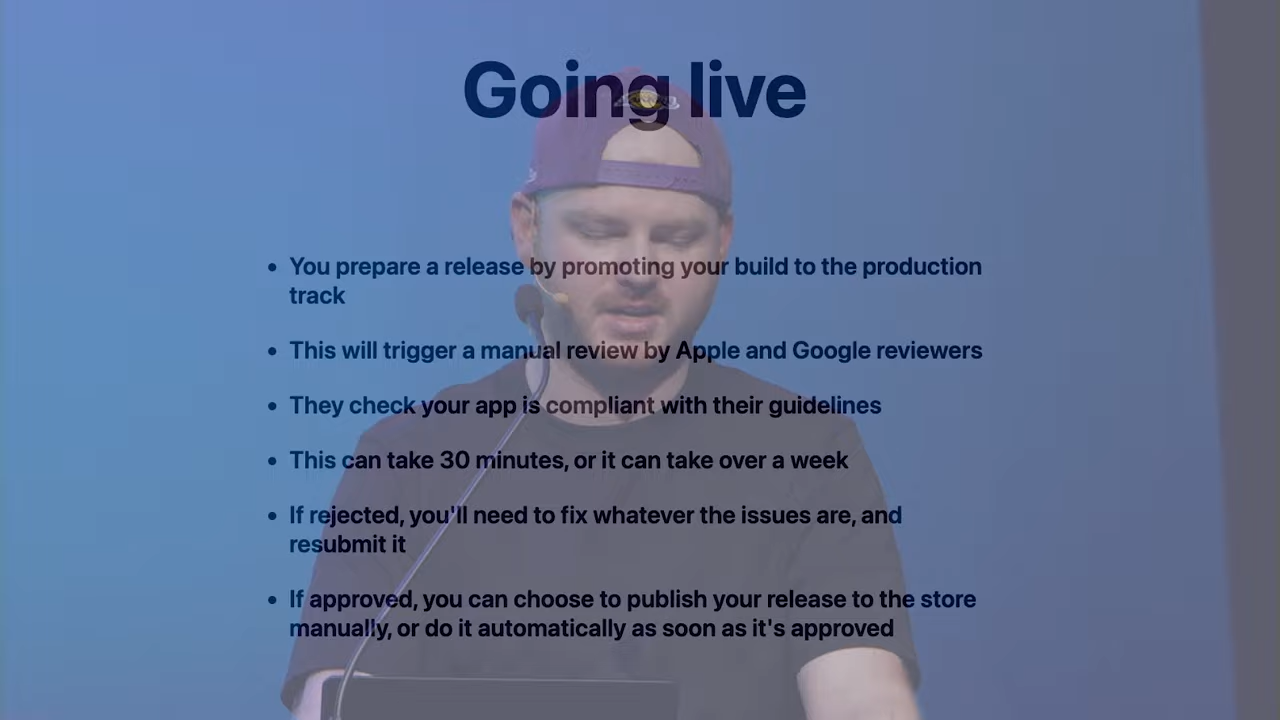 Going live
• You prepare a release by promoting your build to the production
track
• This will trigger a manual review by Apple and Google reviewers
• They check your app is compliant with their guidelines
• This can take 30 minutes, or it can take over a week
• If rejected, you'll need to fix whatever the issues are, and
resubmit it
• If approved, you can choose to publish your release to the store
manually, or do it automatically as soon as it's approved